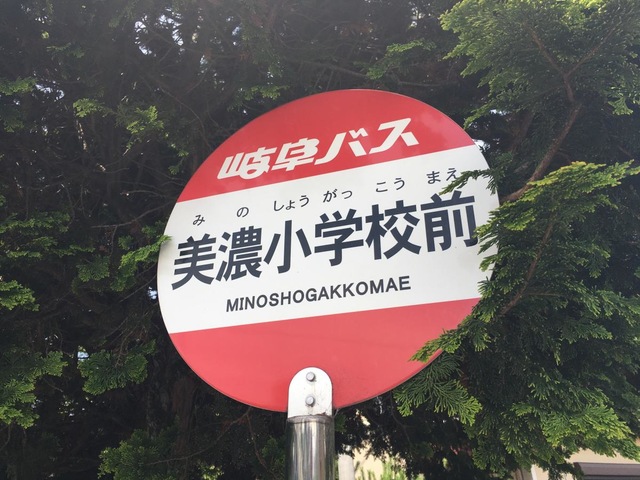 岐阜バス
み の しょう がっ こう まえ
美濃小学校前
MINOSHOGAKKOMAE